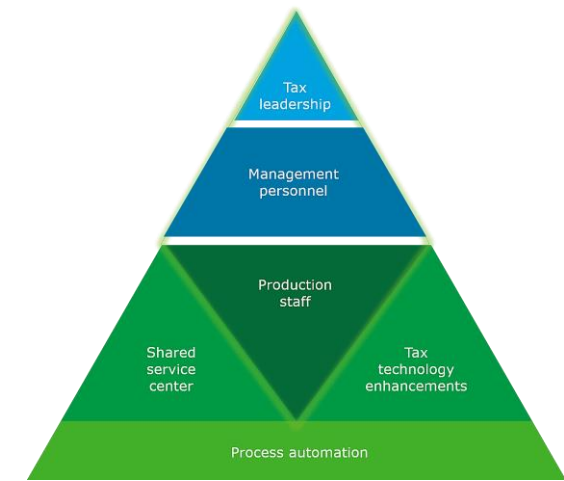 Tax
leadership
Management
personnel
Production
staff
Shared
service
center
Tax
technology
enhancements
Process automation